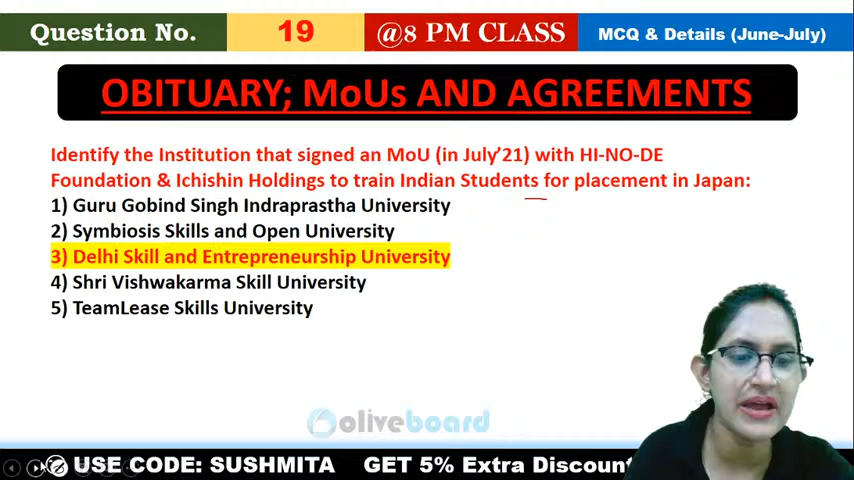 Question No. 19 @8 PM CLASS MCQ & Details (June-July)
OBITUARY; MoUs AND AGREEMENTS
Identify the Institution that signed an MoU (in July'21) with HI-NO-DE
Foundation & Ichishin Holdings to train Indian Students for placement in Japan:
1) Guru Gobind Singh Indraprastha University
2) Symbiosis Skills and Open University
3) Delhi Skill and Entrepreneurship University
4) Shri Vishwakarma Skill University
5) TeamLease Skills University
oliveboard
USE CODE: SUSHMITA GET 5% Extra Discount